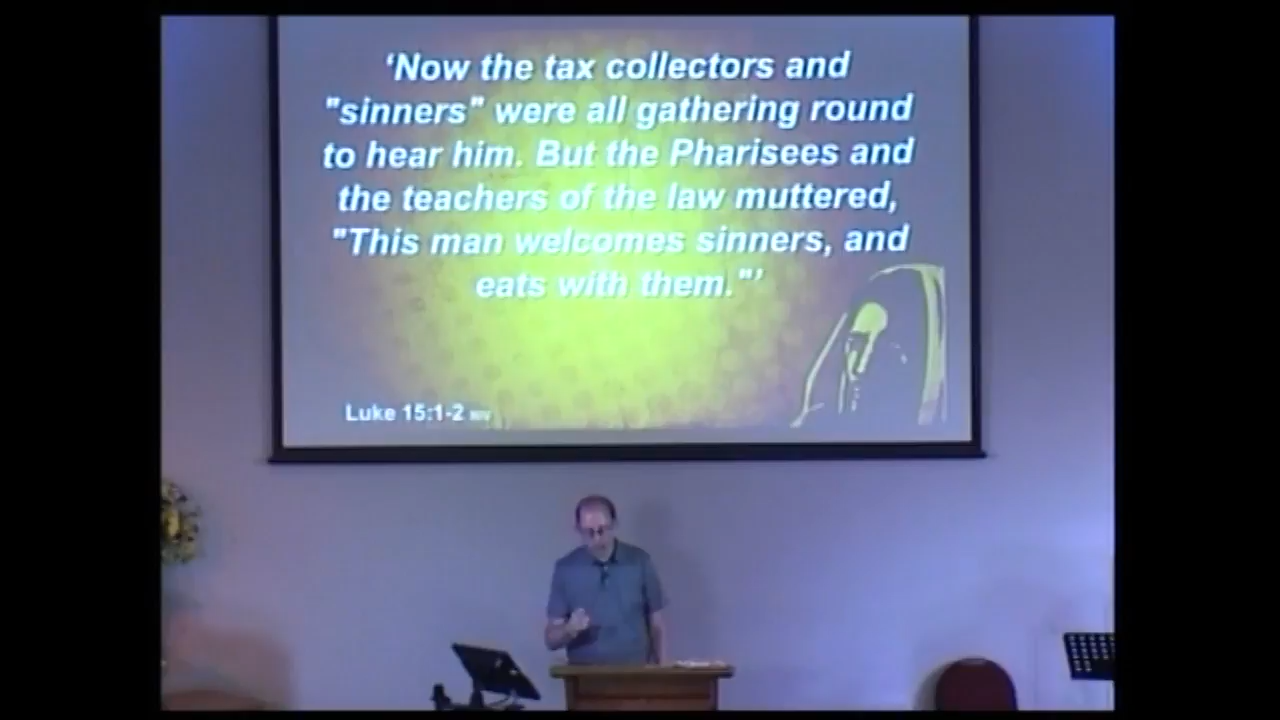 ‘Now the tax collectors and
"sinners" were all gathering round
to hear him. But the Pharisees and
the teachers of the law muttered,
"This man welcomes sinners, and
eats with them."’
Luke 15:1-2 NIV